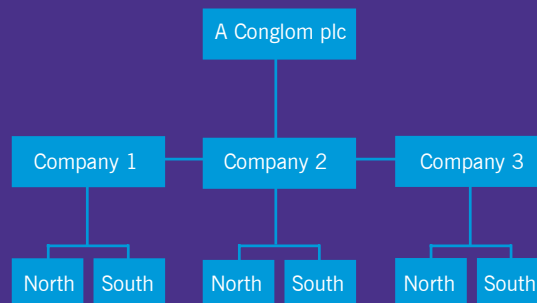 A Conglom plc
Company 1
Company 2
Company 3
North
South
North
South
North
South